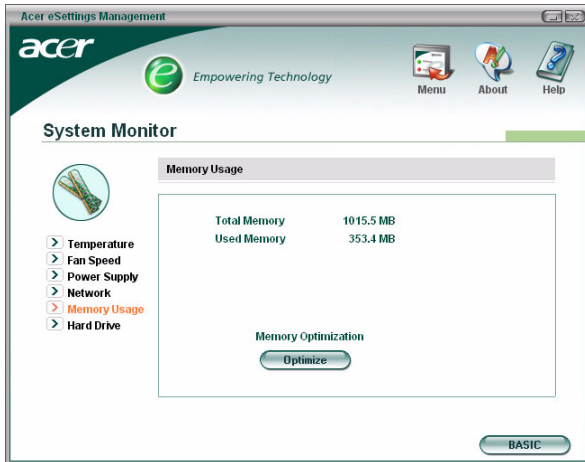 Acer eSettings Management
acer
e Empowering Technology
Menu About Help
System Monitor
Memory Usage
Total Memory 1015.5 MB
Used Memory 353.4 MB
Temperature
Fan Speed
Power Supply
Network
Memory Usage
Hard Drive
Memory Optimization
Optimize
BASIC